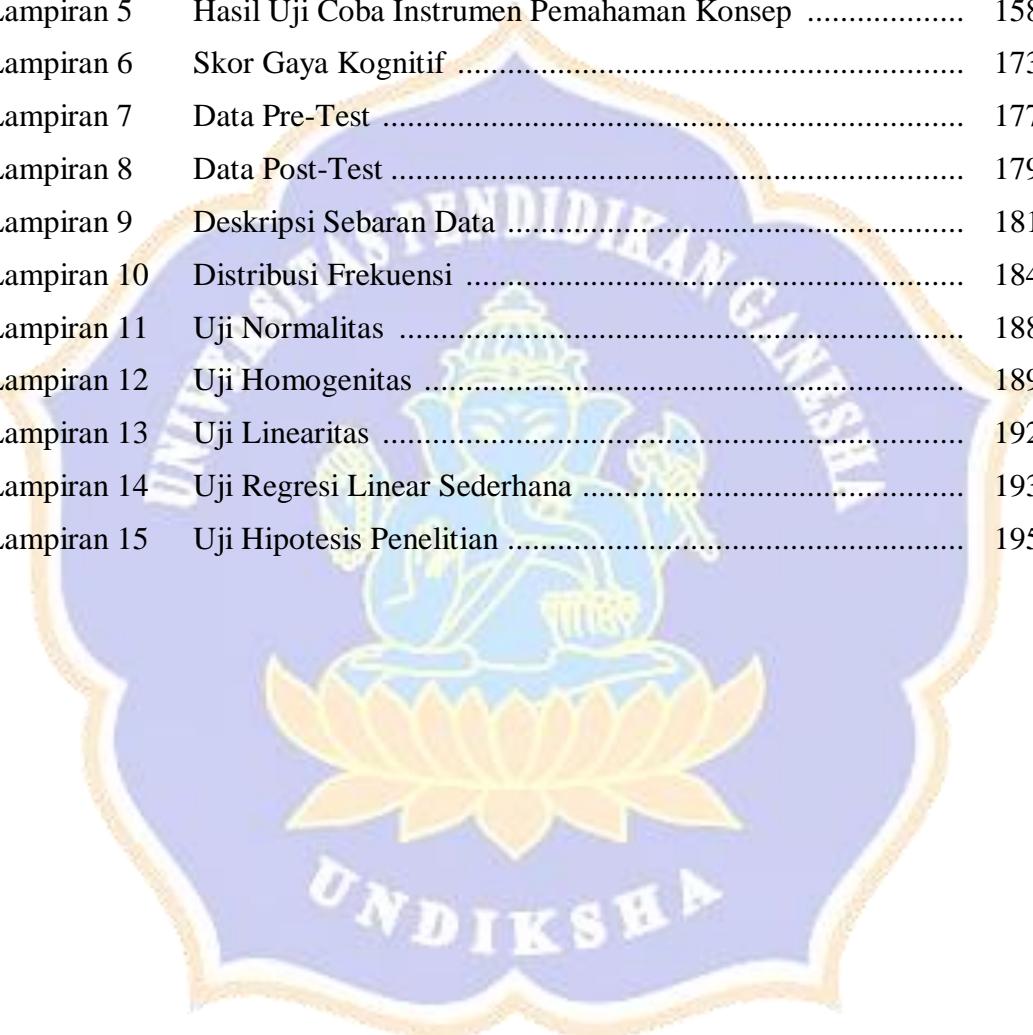 Lampiran 5 Hasil Uji Coba Instrumen Pemahaman Konsep .................. 158
Lampiran 6 Skor Gaya Kognitif ............................................................. 173
Lampiran 7 Data Pre-Test ...................................................................... 177
Lampiran 8 Data Post-Test ..................................................................... 179
Lampiran 9 Deskripsi Sebaran Data ....................................................... 181
Lampiran 10 Distribusi Frekuensi ............................................................ 184
Lampiran 11 Uji Normalitas .................................................................... 188
Lampiran 12 Uji Homogenitas ................................................................. 189
Lampiran 13 Uji Linearitas ...................................................................... 192
Lampiran 14 Uji Regresi Linear Sederhana .............................................. 193
Lampiran 15 Uji Hipotesis Penelitian ....................................................... 195
UNIVERSITAS PENDIDIKAN GANESHA
UNDIKSHA